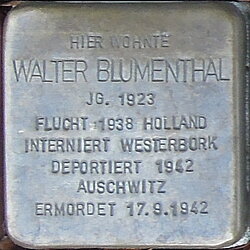 HIER WOHNTE
WALTER BLUMENTHAL
JG. 1923
FLUCHT 1938 HOLLAND
INTERNIERT WESTERBORK
DEPORTIERT 1942
AUSCHWITZ
ERMORDET 17.9.1942